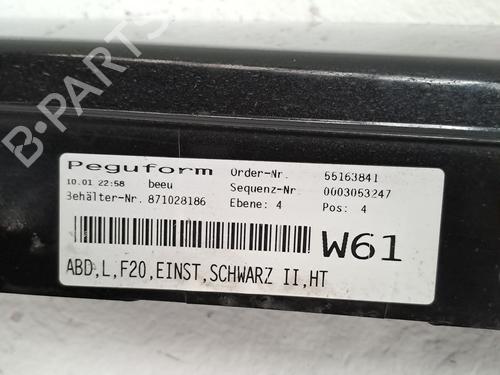 Peguform Order-Nr. 55163841
10.01 22:58 beeu Sequenz-Nr. 0003053247
Behälter-Nr. 871028186 Ebene: 4 Pos: 4
W61
ABD,L,F20,EINST,SCHWARZ II,HT
B-PARTS